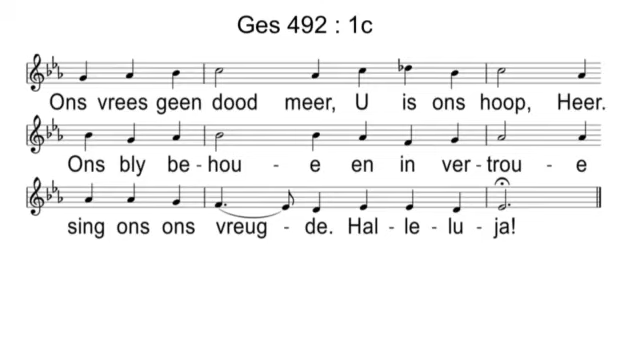 Ges 492 : 1c
Ons vrees geen dood meer, U is ons hoop, Heer.
Ons bly be - hou - e en in ver - trou - e
sing ons ons vreug - de. Hal - le - lu - ja!